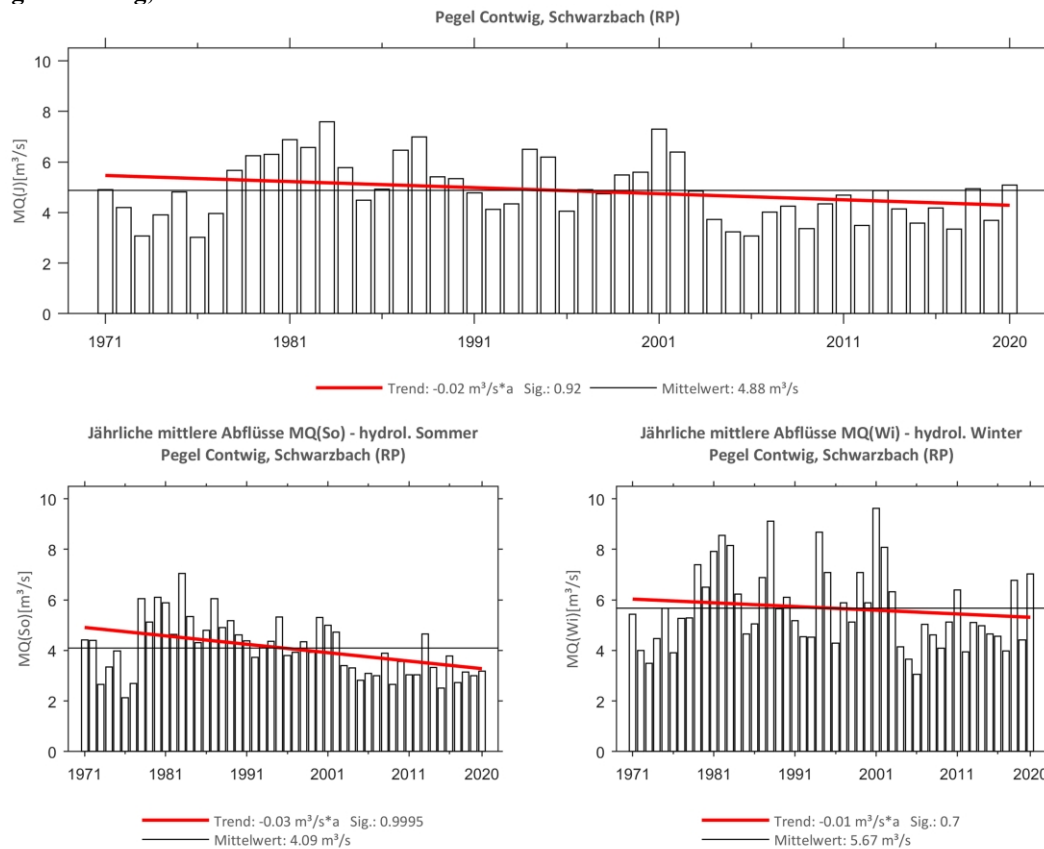 Pegel Contwig, Schwarzbach (RP)
MQ(J)[m³/s]
10
8
6
4
2
0
1971 1981 1991 2001 2011 2020
Trend: -0.02 m³/s*a Sig.: 0.92 Mittelwert: 4.88 m³/s
Jährliche mittlere Abflüsse MQ(So) - hydrol. Sommer
Pegel Contwig, Schwarzbach (RP)
MQ(So)[m³/s]
10
8
6
4
2
0
1971 1981 1991 2001 2011 2020
Trend: -0.03 m³/s*a Sig.: 0.9995
Mittelwert: 4.09 m³/s
Jährliche mittlere Abflüsse MQ(Wi) - hydrol. Winter
Pegel Contwig, Schwarzbach (RP)
MQ(Wi)[m³/s]
10
8
6
4
2
0
1971 1981 1991 2001 2011 2020
Trend: -0.01 m³/s*a Sig.: 0.7
Mittelwert: 5.67 m³/s